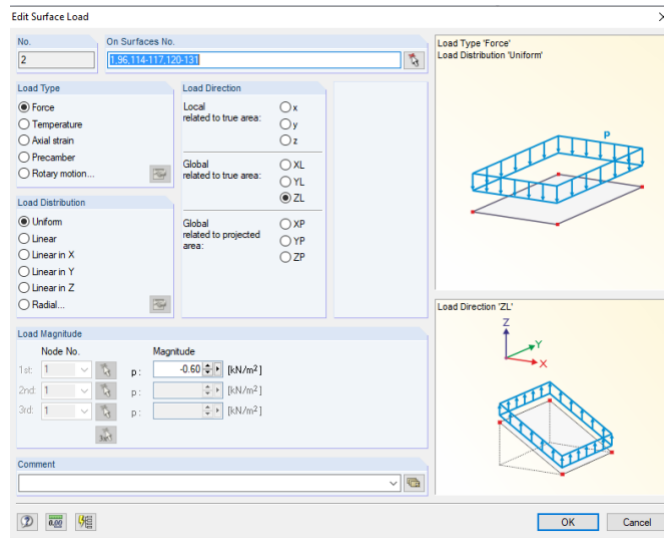 Edit Surface Load
No.
2
On Surfaces No.
1,96,114-117,120-131
Load Type
Force
Temperature
Axial strain
Precamber
Rotary motion...
Load Distribution
Uniform
Linear
Linear in X
Linear in Y
Linear in Z
Radial...
Load Direction
Local
related to true area:
x
y
z
Global
related to true area:
XL
YL
ZL
Global
related to projected
area:
XP
YP
ZP
Load Magnitude
Node No.
Magnitude
1st: 1 p: -0.60 [kN/m²]
2nd: 1 p: [kN/m²]
3rd: 1 p: [kN/m²]
Comment
Load Type 'Force'
Load Distribution 'Uniform'
p
Load Direction 'ZL'
Z
Y
X
0.00
OK
Cancel